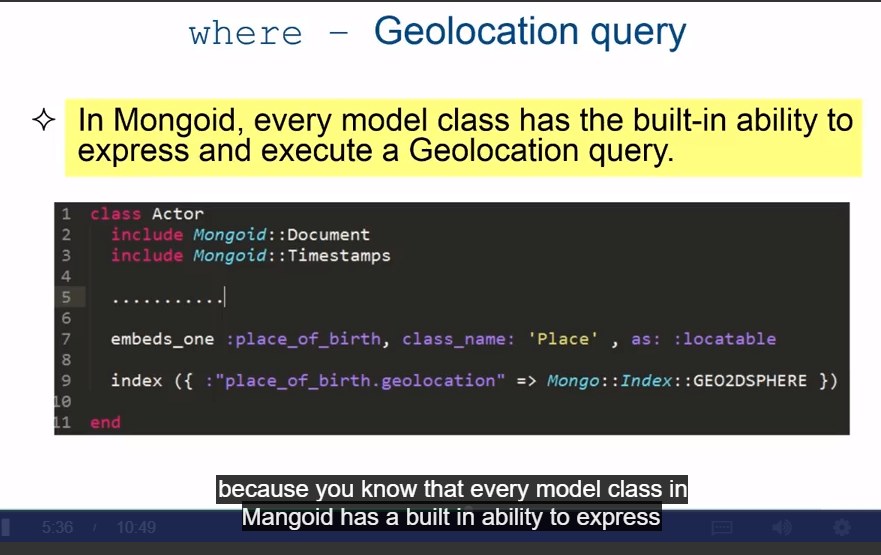 where – Geolocation query
✧ In Mongoid, every model class has the built-in ability to
express and execute a Geolocation query.
1 class Actor
2 include Mongoid::Document
3 include Mongoid::Timestamps
4
5 ...........
6
7 embeds_one :place_of_birth, class_name: 'Place' , as: :locatable
8
9 index ({ :"place_of_birth.geolocation" => Mongo::Index::GEO2DSPHERE })
10
11 end
because you know that every model class in
Mangoid has a built in ability to express
5:36 / 10:49